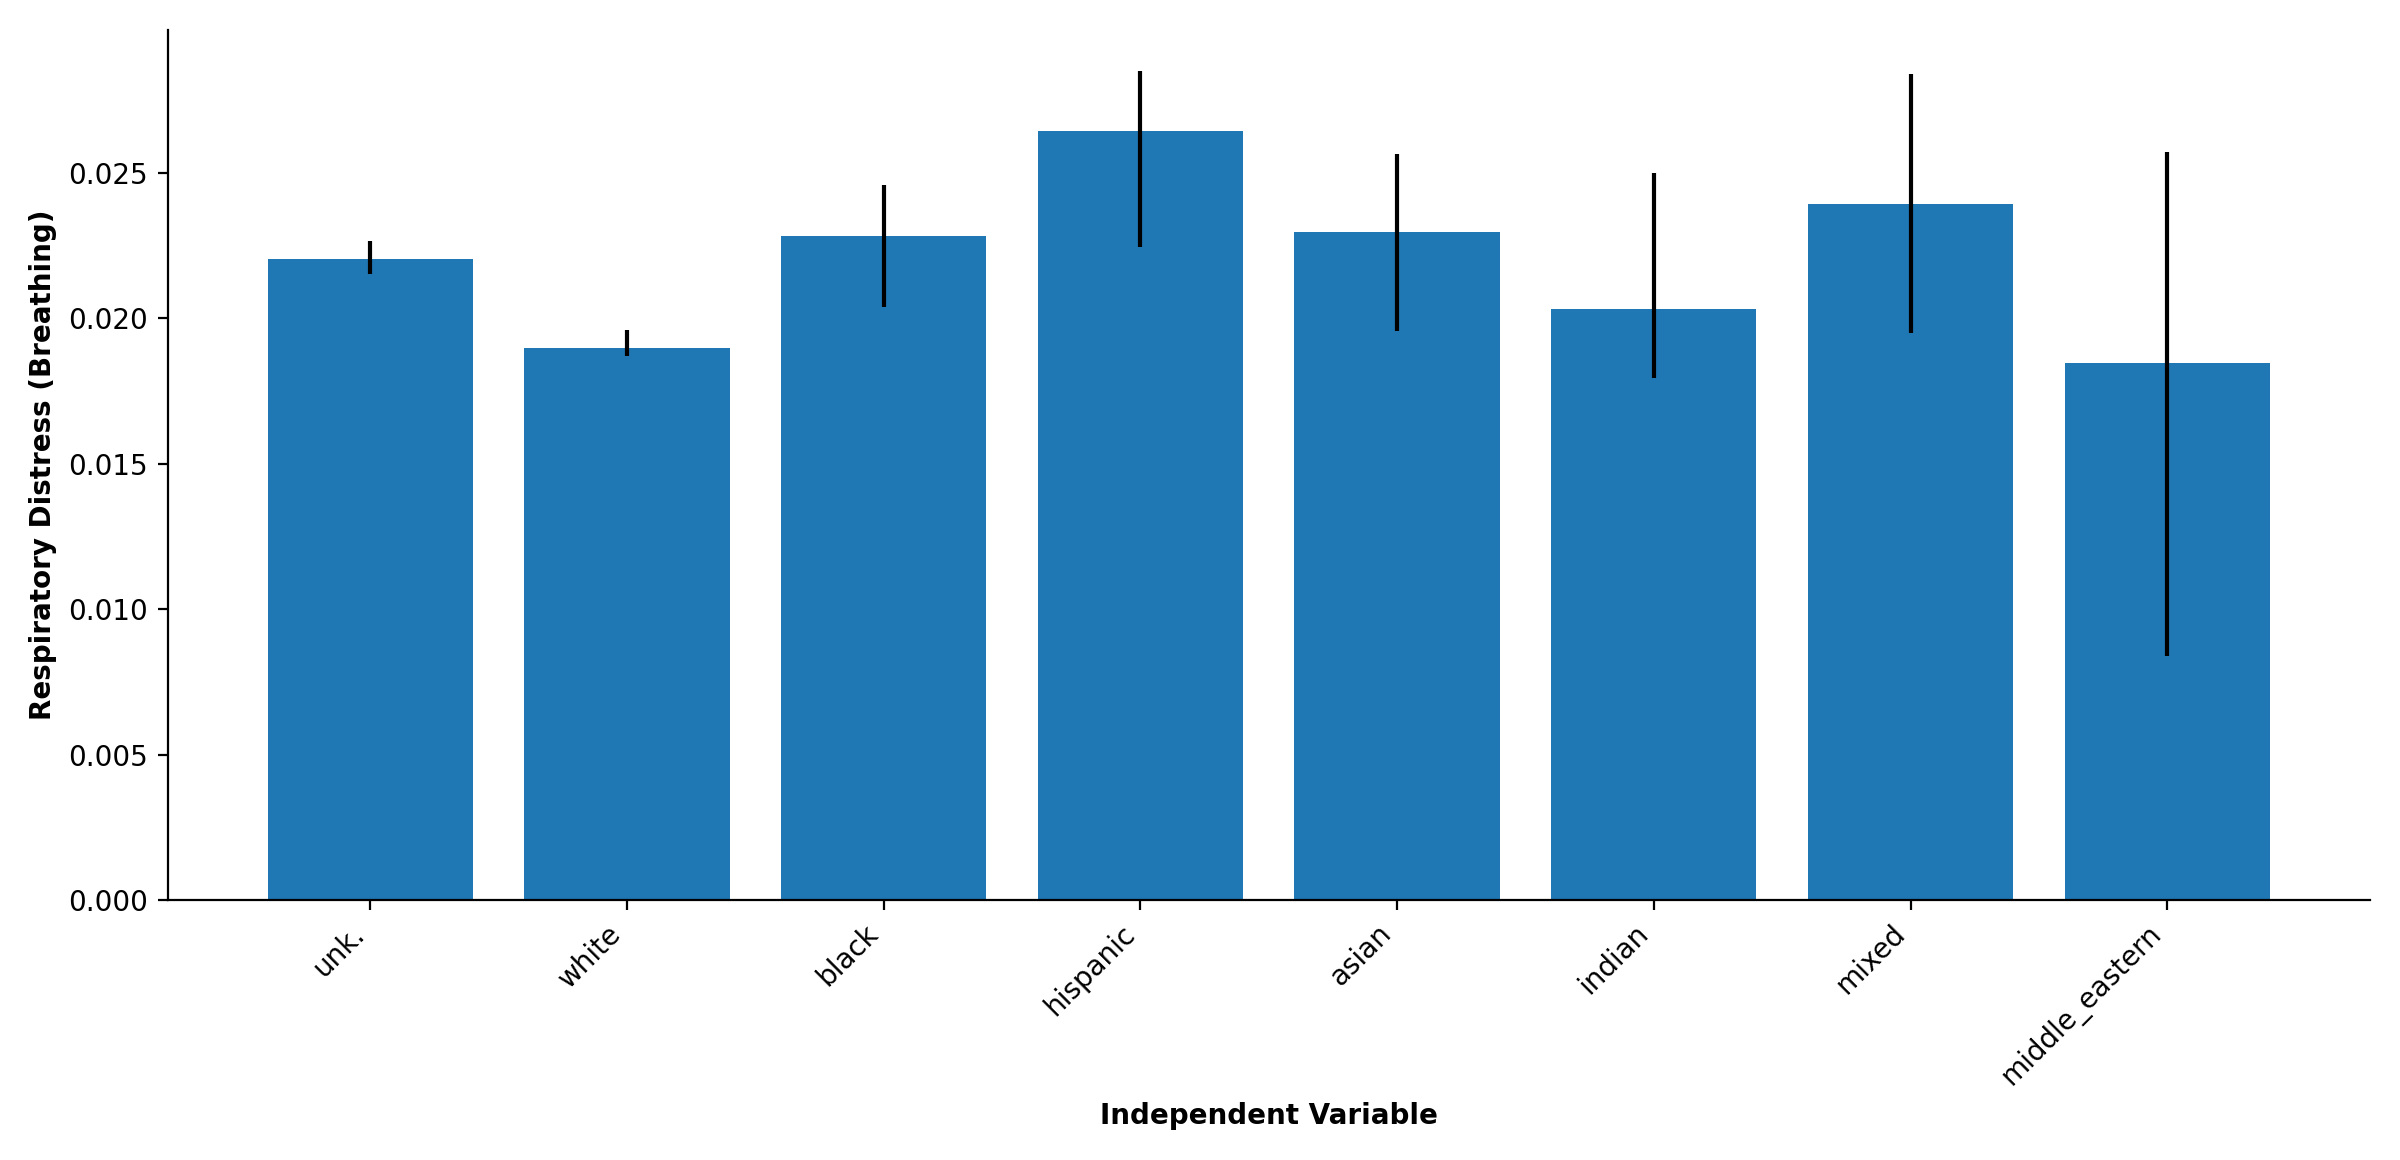 Respiratory Distress (Breathing)
0.025
0.020
0.015
0.010
0.005
0.000
unk.
white
black
hispanic
asian
indian
mixed
middle_eastern
Independent Variable